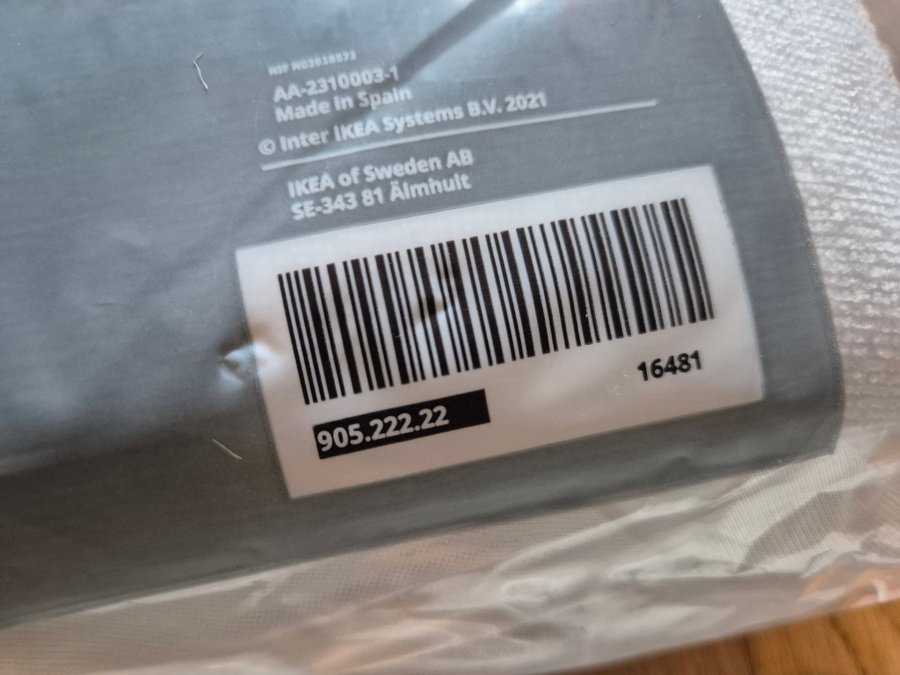 AA-2310003-1
Made in Spain
© Inter IKEA Systems B.V. 2021
IKEA of Sweden AB
SE-343 81 Älmhult
16481
905.222.22